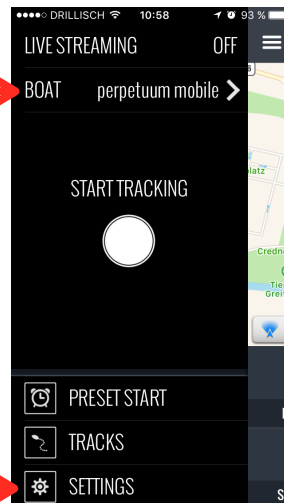 DRILLISCH 10:58 93 %
LIVE STREAMING OFF
BOAT perpetuum mobile
START TRACKING
PRESET START
TRACKS
SETTINGS